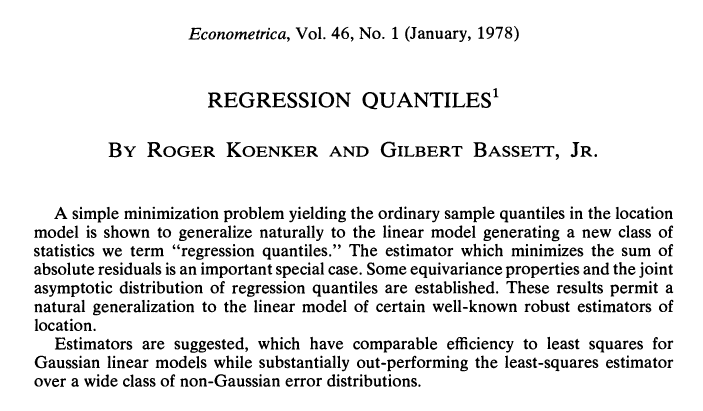 Econometrica, Vol. 46, No. 1 (January, 1978)
REGRESSION QUANTILES¹
BY ROGER KOENKER AND GILBERT BASSETT, JR.
A simple minimization problem yielding the ordinary sample quantiles in the location
model is shown to generalize naturally to the linear model generating a new class of
statistics we term “regression quantiles.” The estimator which minimizes the sum of
absolute residuals is an important special case. Some equivariance properties and the joint
asymptotic distribution of regression quantiles are established. These results permit a
natural generalization to the linear model of certain well-known robust estimators of
location.
Estimators are suggested, which have comparable efficiency to least squares for
Gaussian linear models while substantially out-performing the least-squares estimator
over a wide class of non-Gaussian error distributions.